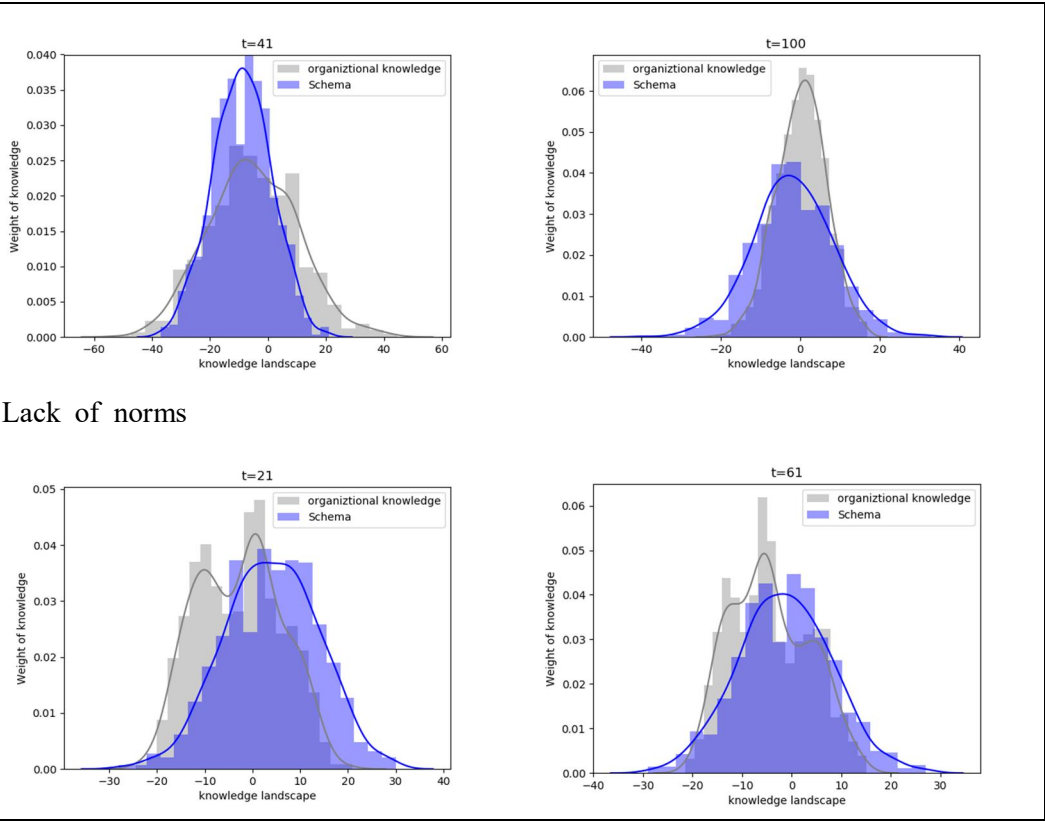 t=41
organiztional knowledge
Schema
Weight of knowledge
0.040
0.035
0.030
0.025
0.020
0.015
0.010
0.005
0.000
−60 −40 −20 0 20 40 60
knowledge landscape
t=100
organiztional knowledge
Schema
Weight of knowledge
0.06
0.05
0.04
0.03
0.02
0.01
0.00
−40 −20 0 20 40
knowledge landscape
Lack of norms
t=21
organiztional knowledge
Schema
Weight of knowledge
0.05
0.04
0.03
0.02
0.01
0.00
−30 −20 −10 0 10 20 30 40
knowledge landscape
t=61
organiztional knowledge
Schema
Weight of knowledge
0.06
0.05
0.04
0.03
0.02
0.01
0.00
−40 −30 −20 −10 0 10 20 30
knowledge landscape